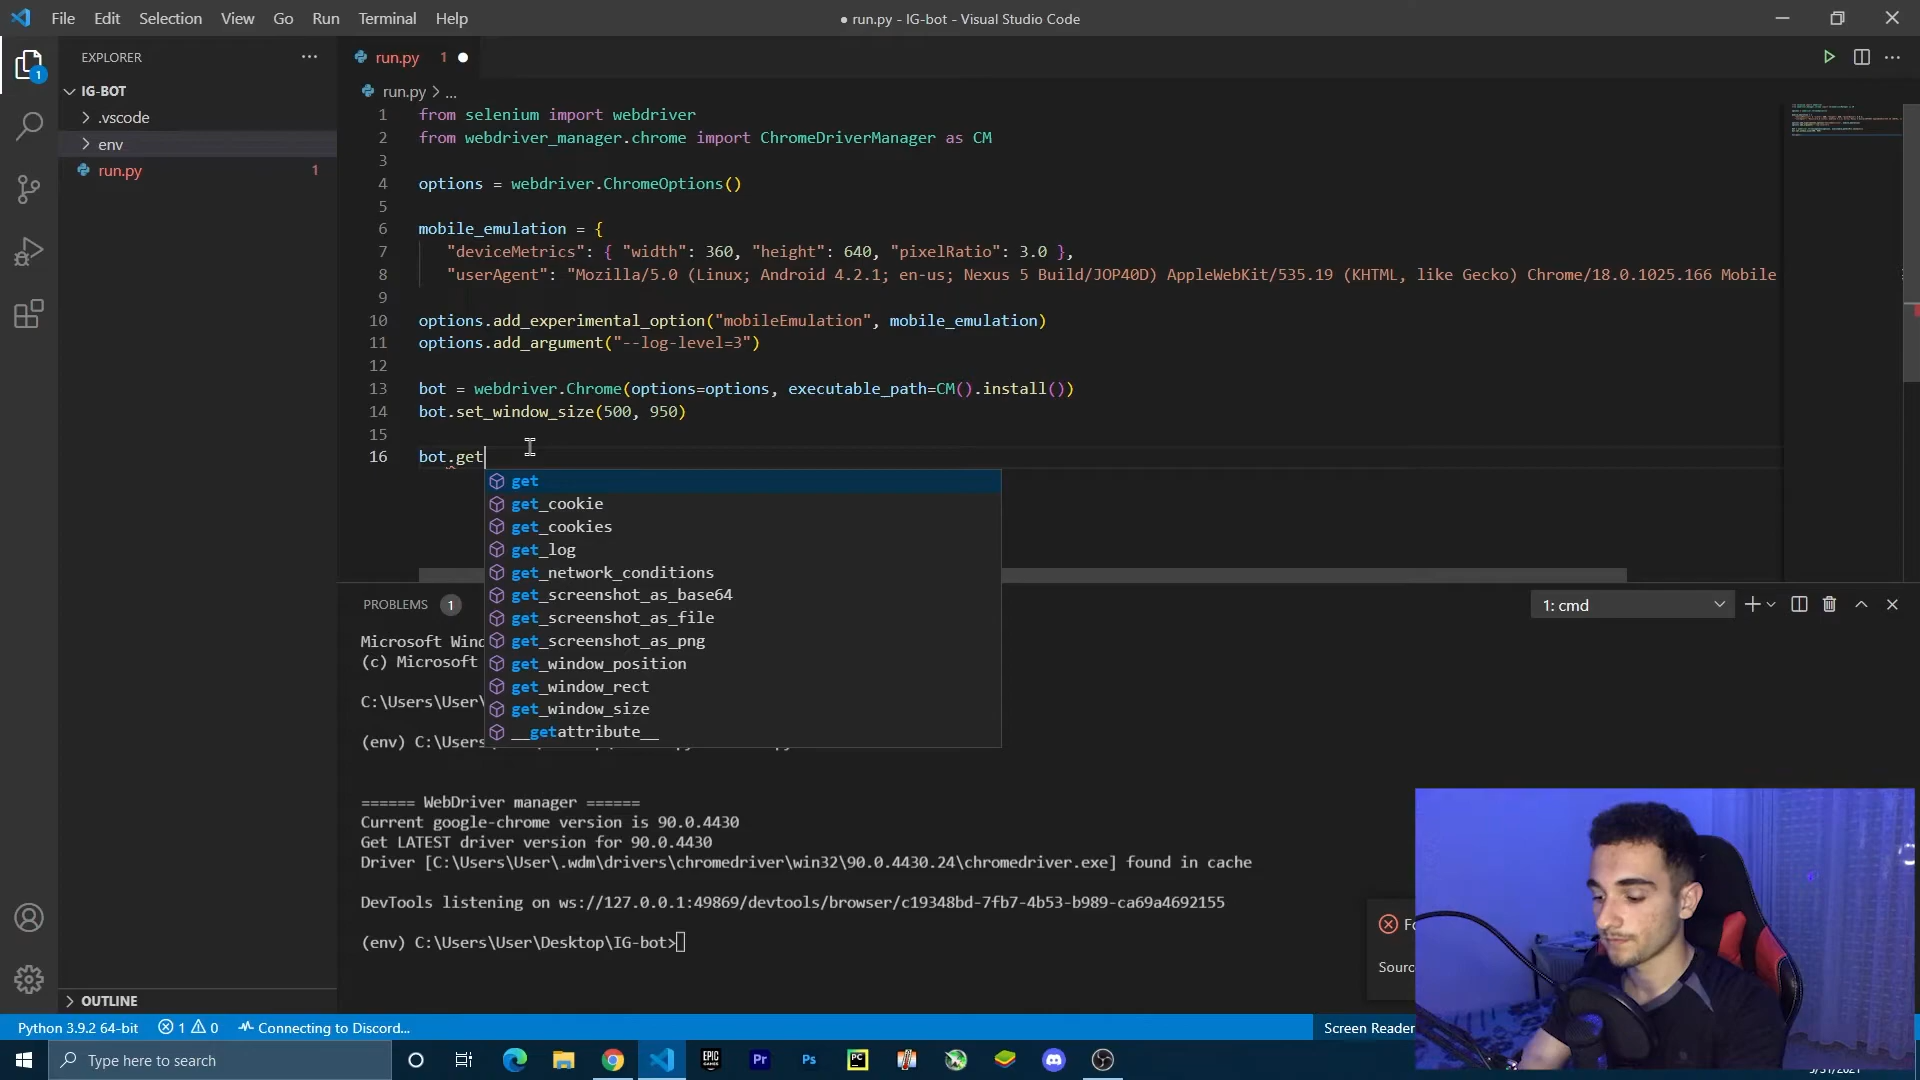 File Edit Selection View Go Run Terminal Help
● run.py - IG-bot - Visual Studio Code
EXPLORER
run.py 1
1
IG-BOT
run.py > ...
.vscode
env
run.py 1
1 from selenium import webdriver
2 from webdriver_manager.chrome import ChromeDriverManager as CM
3
4 options = webdriver.ChromeOptions()
5
6 mobile_emulation = {
7 "deviceMetrics": { "width": 360, "height": 640, "pixelRatio": 3.0 },
8 "userAgent": "Mozilla/5.0 (Linux; Android 4.2.1; en-us; Nexus 5 Build/JOP40D) AppleWebKit/535.19 (KHTML, like Gecko) Chrome/18.0.1025.166 Mobile
9
10 options.add_experimental_option("mobileEmulation", mobile_emulation)
11 options.add_argument("--log-level=3")
12
13 bot = webdriver.Chrome(options=options, executable_path=CM().install())
14 bot.set_window_size(500, 950)
15
16 bot.get
get
get_cookie
get_cookies
get_log
get_network_conditions
get_screenshot_as_base64
get_screenshot_as_file
get_screenshot_as_png
get_window_position
get_window_rect
get_window_size
__getattribute__
PROBLEMS 1
1: cmd
Microsoft Wind
(c) Microsoft
C:\Users\User\
(env) C:\Users
====== WebDriver manager ======
Current google-chrome version is 90.0.4430
Get LATEST driver version for 90.0.4430
Driver [C:\Users\User\.wdm\drivers\chromedriver\win32\90.0.4430.24\chromedriver.exe] found in cache
DevTools listening on ws://127.0.0.1:49869/devtools/browser/c19348bd-7fb7-4b53-b989-ca69a4692155
(env) C:\Users\User\Desktop\IG-bot>
Fo
Sourc
OUTLINE
Python 3.9.2 64-bit 1 0 Connecting to Discord...
Screen Reader
Type here to search
EPIC GAMES
Pr
Ps
PC